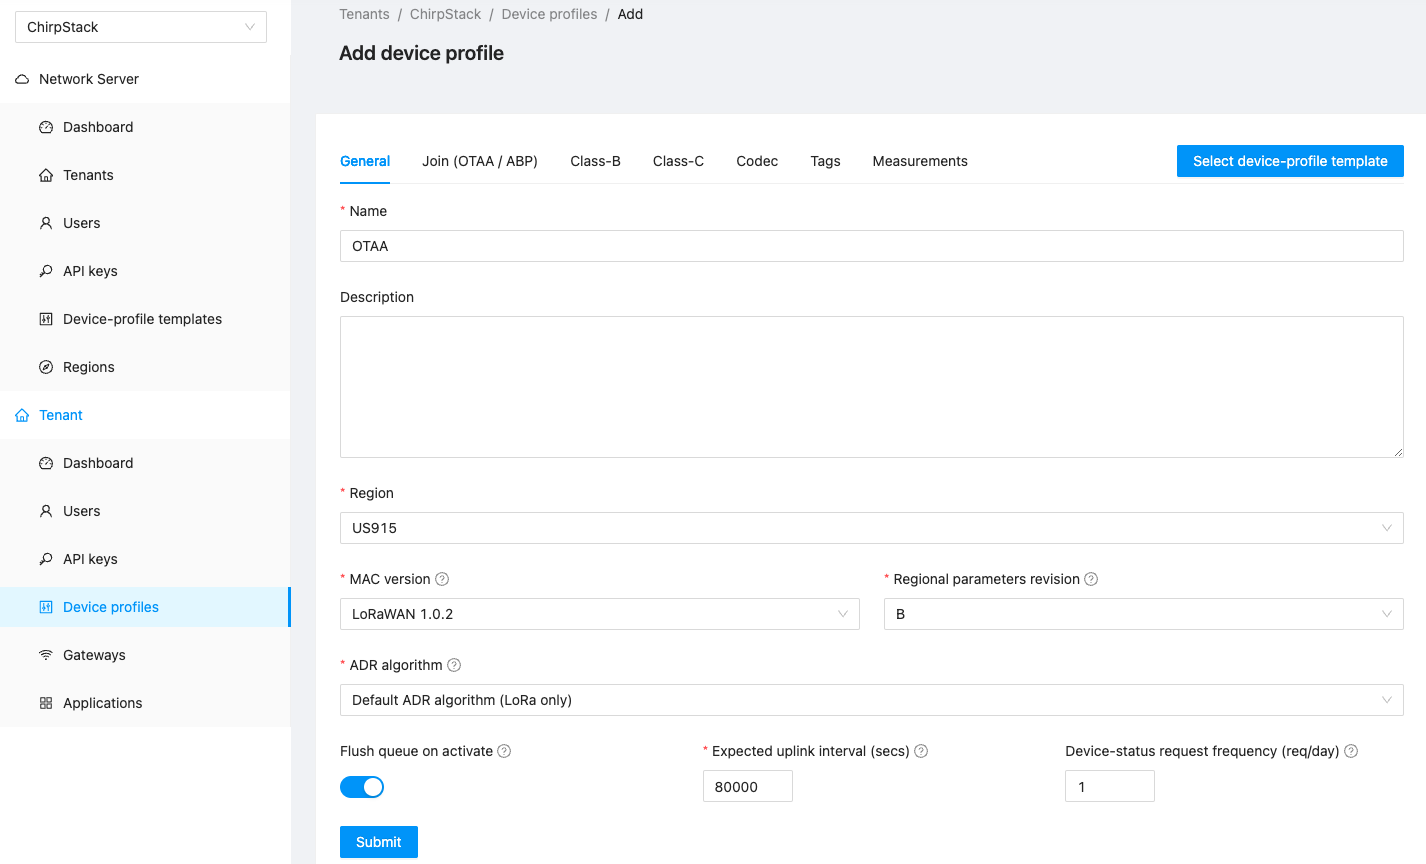 ChirpStack
Network Server
Dashboard
Tenants
Users
API keys
Device-profile templates
Regions
Tenant
Dashboard
Users
API keys
Device profiles
Gateways
Applications
Tenants / ChirpStack / Device profiles / Add
Add device profile
General Join (OTAA / ABP) Class-B Class-C Codec Tags Measurements Select device-profile template
* Name
OTAA
Description
* Region
US915
* MAC version ? * Regional parameters revision ?
LoRaWAN 1.0.2 B
* ADR algorithm ?
Default ADR algorithm (LoRa only)
Flush queue on activate ? * Expected uplink interval (secs) ? Device-status request frequency (req/day) ?
80000 1
Submit